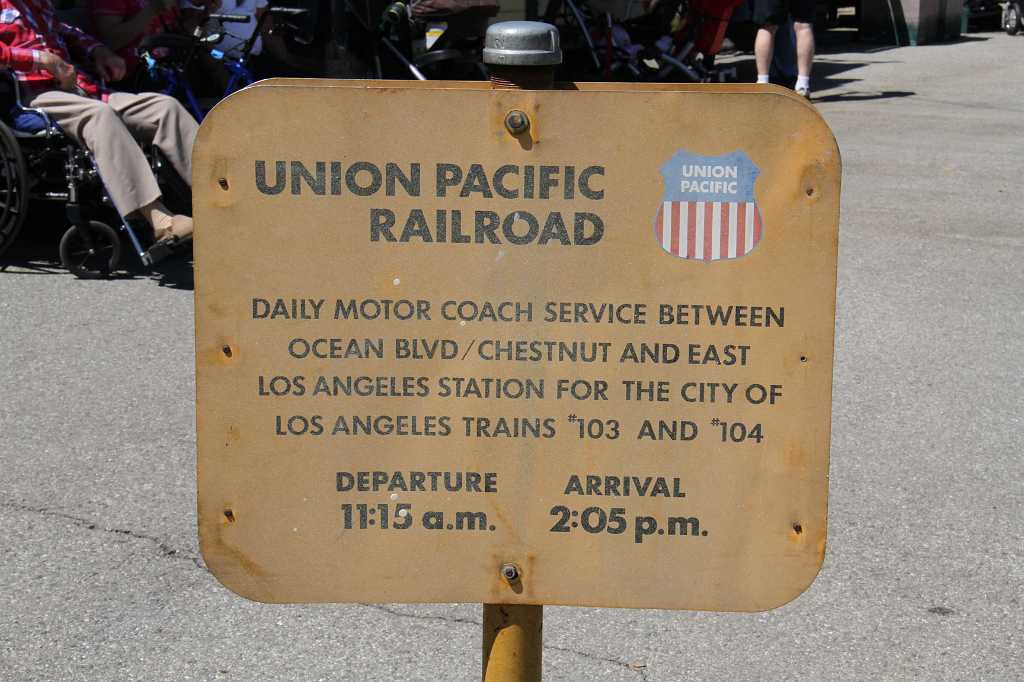 UNION PACIFIC
RAILROAD
UNION
PACIFIC
DAILY MOTOR COACH SERVICE BETWEEN
OCEAN BLVD/CHESTNUT AND EAST
LOS ANGELES STATION FOR THE CITY OF
LOS ANGELES TRAINS #103 AND #104
DEPARTURE ARRIVAL
11:15 a.m. 2:05 p.m.